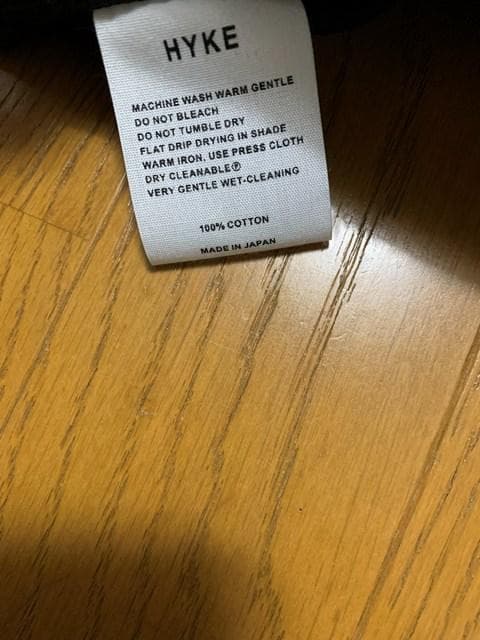 HYKE
MACHINE WASH WARM GENTLE
DO NOT BLEACH
DO NOT TUMBLE DRY
FLAT DRIP DRYING IN SHADE
WARM IRON, USE PRESS CLOTH
DRY CLEANABLE Ⓟ
VERY GENTLE WET-CLEANING
100% COTTON
MADE IN JAPAN